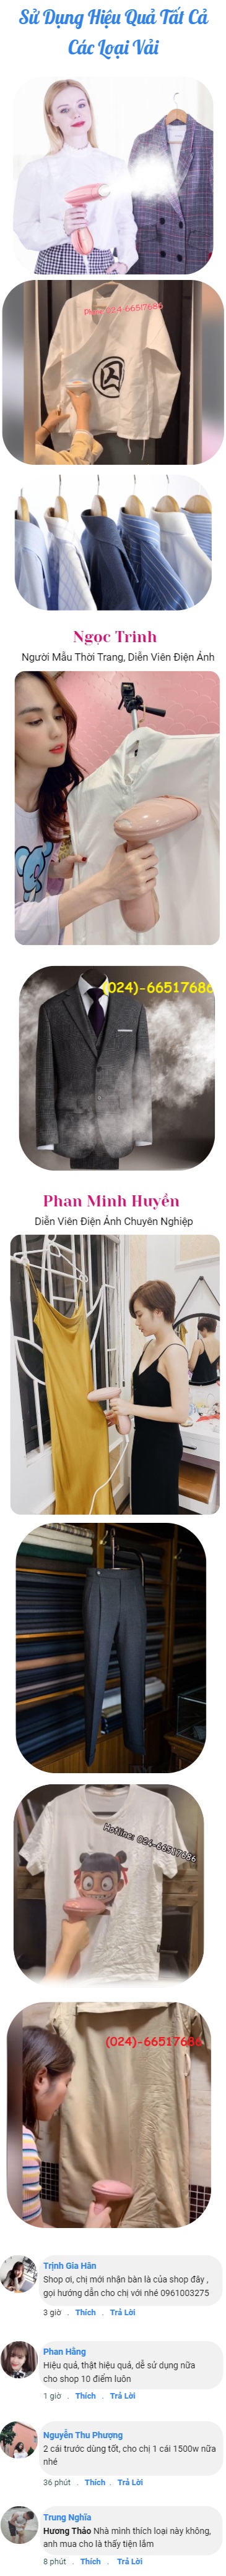 Sử Dụng Hiệu Quả Tất Cả
Các Loại Vải
Phone:024-66517686
囚
Ngọc Trinh
Người Mẫu Thời Trang, Diễn Viên Điện Ảnh
(024)-66517686
Phan Minh Huyền
Diễn Viên Điện Ảnh Chuyên Nghiệp
Hotline: 024-66517686
(024)-66517686
Trịnh Gia Hân
Shop ơi, chị mới nhận bàn là của shop đây ,
gọi hướng dẫn cho chị với nhé 0961003275
3 giờ . Thích . Trả Lời
Phan Hằng
Hiệu quả, thật hiệu quả, dễ sử dụng nữa
cho shop 10 điểm luôn
1 giờ . Thích . Trả Lời
Nguyễn Thu Phượng
2 cái trước dùng tốt, cho chị 1 cái 1500w nữa
nhé
36 phút . Thích . Trả Lời
Trung Nghĩa
Hương Thảo Nhà mình thích loại này không,
anh mua cho là thấy tiện lắm
8 phút . Thích . Trả Lời